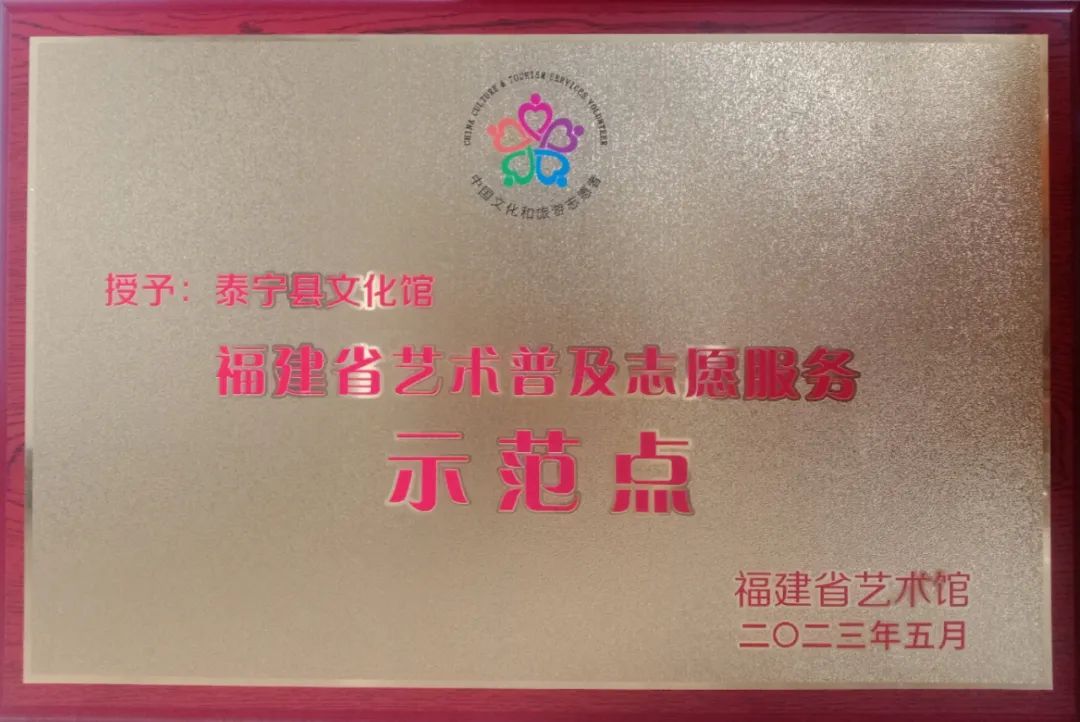 CHINA CULTURE & TOURISM SERVICES VOLUNTEER
中国文化和旅游志愿者
授予：泰宁县文化馆
福建省艺术普及志愿服务
示范点
福建省艺术馆
二〇二三年五月